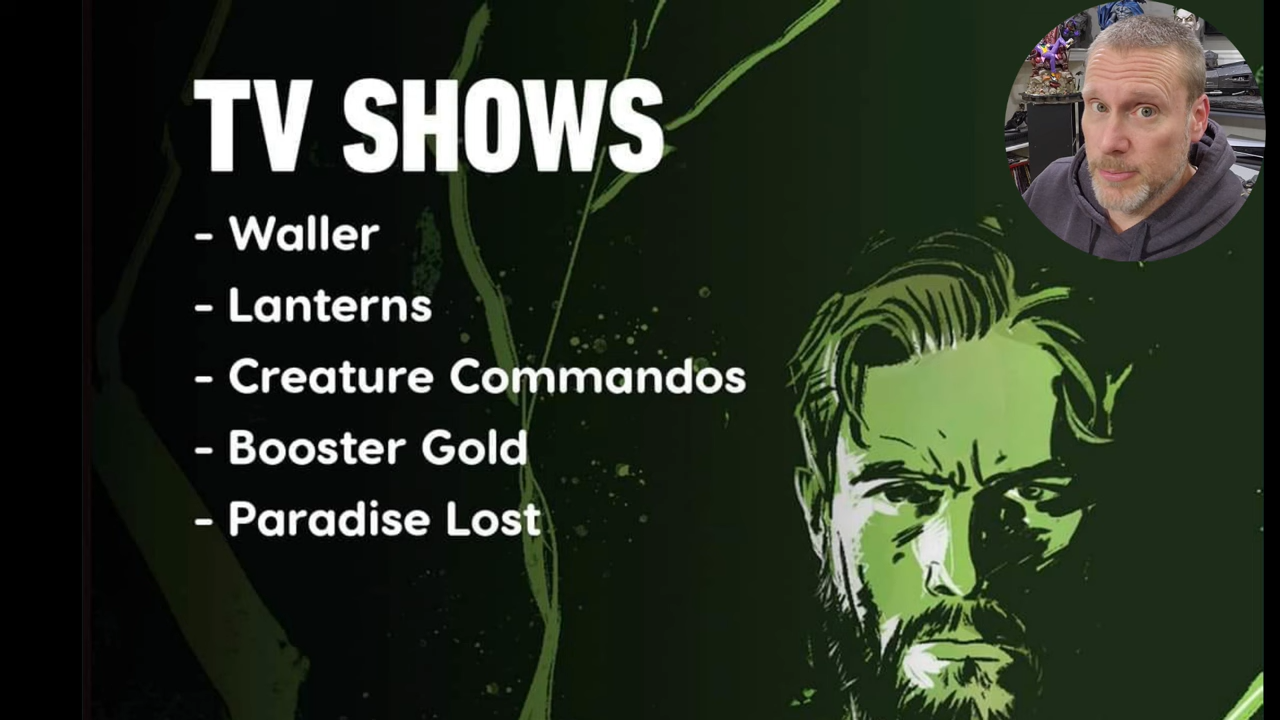 TV SHOWS
- Waller
- Lanterns
- Creature Commandos
- Booster Gold
- Paradise Lost